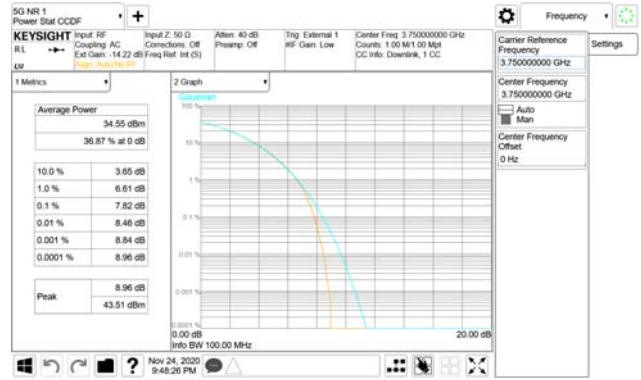 5G NR 1
Power Stat CCDF
Frequency
KEYSIGHT
RL
Input: RF
Coupling: AC
Ext Gain: -14.22 dB
Align: Auto/No RF
Input Z: 50 Ω
Corrections: Off
Freq Ref: Int (S)
Atten: 40 dB
Preamp: Off
Trig: External 1
#IF Gain: Low
Center Freq: 3.750000000 GHz
Counts: 1.00 M/1.00 Mpt
CC Info: Downlink, 1 CC
Carrier Reference Frequency
3.750000000 GHz
Settings
Center Frequency
3.750000000 GHz
Auto
Man
Center Frequency Offset
0 Hz
1 Metrics
Average Power
34.55 dBm
36.87 % at 0 dB
10.0 % 3.65 dB
1.0 % 6.61 dB
0.1 % 7.82 dB
0.01 % 8.46 dB
0.001 % 8.84 dB
0.0001 % 8.96 dB
Peak
8.96 dB
43.51 dBm
2 Graph
Gaussian
100 %
10 %
1 %
0.1 %
0.01 %
0.001 %
0.0001 %
0.00 dB
20.00 dB
Info BW 100.00 MHz
?
Nov 24, 2020
9:48:26 PM